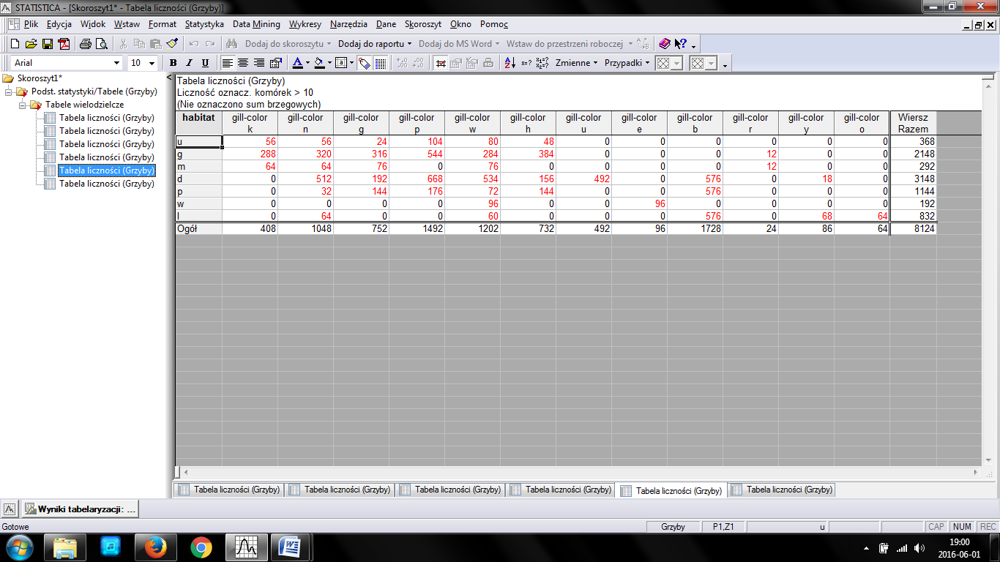 STATISTICA - [Skoroszyt1* - Tabela liczności (Grzyby)]
Plik Edycja Widok Wstaw Format Statystyka Data Mining Wykresy Narzędzia Dane Skoroszyt Okno Pomoc
Dodaj do skoroszytu Dodaj do raportu Dodaj do MS Word Wstaw do przestrzeni roboczej
Arial 10 B I U Zmienne Przypadki
Skoroszyt1*
Podst. statystyki/Tabele (Grzyby)
Tabele wielodzielcze
Tabela liczności (Grzyby)
Tabela liczności (Grzyby)
Tabela liczności (Grzyby)
Tabela liczności (Grzyby)
Tabela liczności (Grzyby)
Tabela liczności (Grzyby)
Tabela liczności (Grzyby)
Liczność oznacz. komórek > 10
(Nie oznaczono sum brzegowych)
habitat gill-color gill-color gill-color gill-color gill-color gill-color gill-color gill-color gill-color gill-color gill-color gill-color Wiersz
k n g p w h u e b r y o Razem
u 56 56 24 104 80 48 0 0 0 0 0 0 368
g 288 320 316 544 284 384 0 0 0 12 0 0 2148
m 64 64 76 0 76 0 0 0 0 12 0 0 292
d 0 512 192 668 534 156 492 0 576 0 18 0 3148
p 0 32 144 176 72 144 0 0 576 0 0 0 1144
w 0 0 0 0 96 0 0 96 0 0 0 0 192
l 0 64 0 0 60 0 0 0 576 0 68 64 832
Ogół 408 1048 752 1492 1202 732 492 96 1728 24 86 64 8124
Tabela liczności (Grzyby) Tabela liczności (Grzyby) Tabela liczności (Grzyby) Tabela liczności (Grzyby) Tabela liczności (Grzyby) Tabela liczności (Grzyby)
Wyniki tabelaryzacji: ...
Gotowe Grzyby P1,Z1 u CAP NUM REC
19:00
2016-06-01